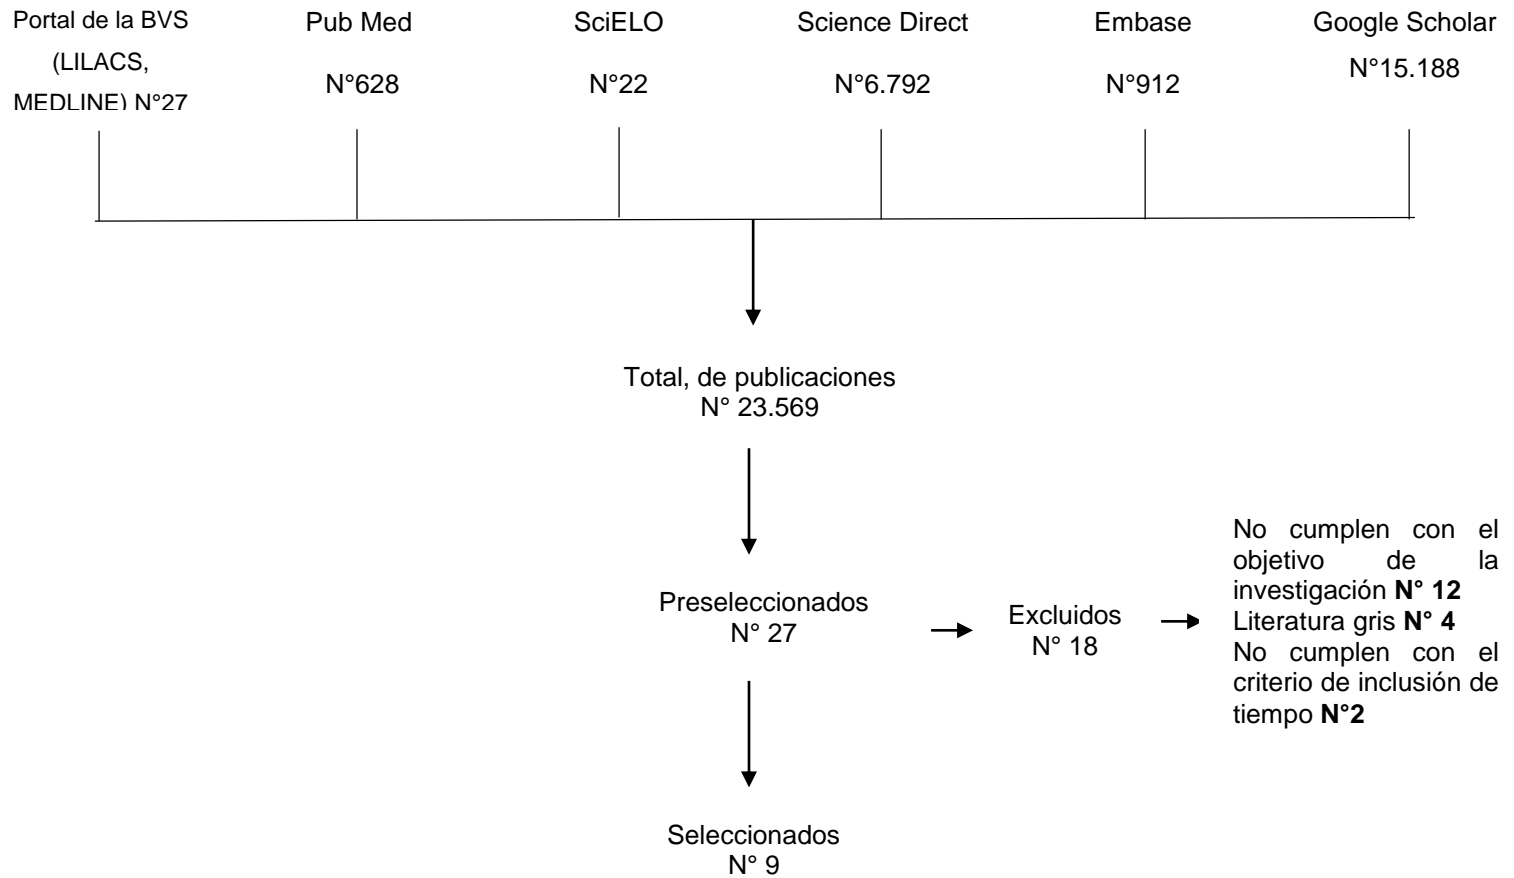 Portal de la BVS
(LILACS,
MEDLINE) N°27
Pub Med
N°628
SciELO
N°22
Science Direct
N°6.792
Embase
N°912
Google Scholar
N°15.188
Total, de publicaciones
N° 23.569
Preseleccionados
N° 27
Excluidos
N° 18
No cumplen con el
objetivo de la
investigación N° 12
Literatura gris N° 4
No cumplen con el
criterio de inclusión de
tiempo N°2
Seleccionados
N° 9